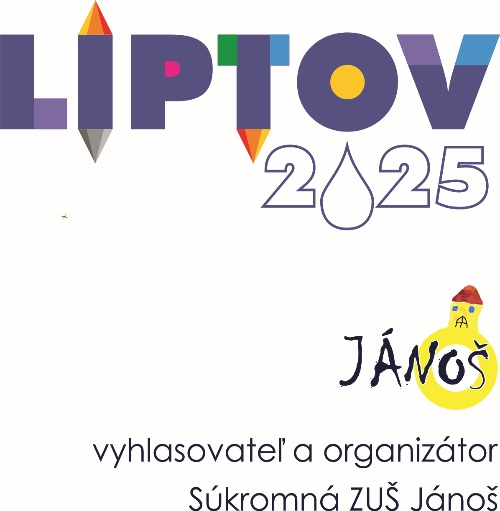 LIPTOV
2025
JÁNOŠ
vyhlasovateľ a organizátor
Súkromná ZUŠ Jánoš